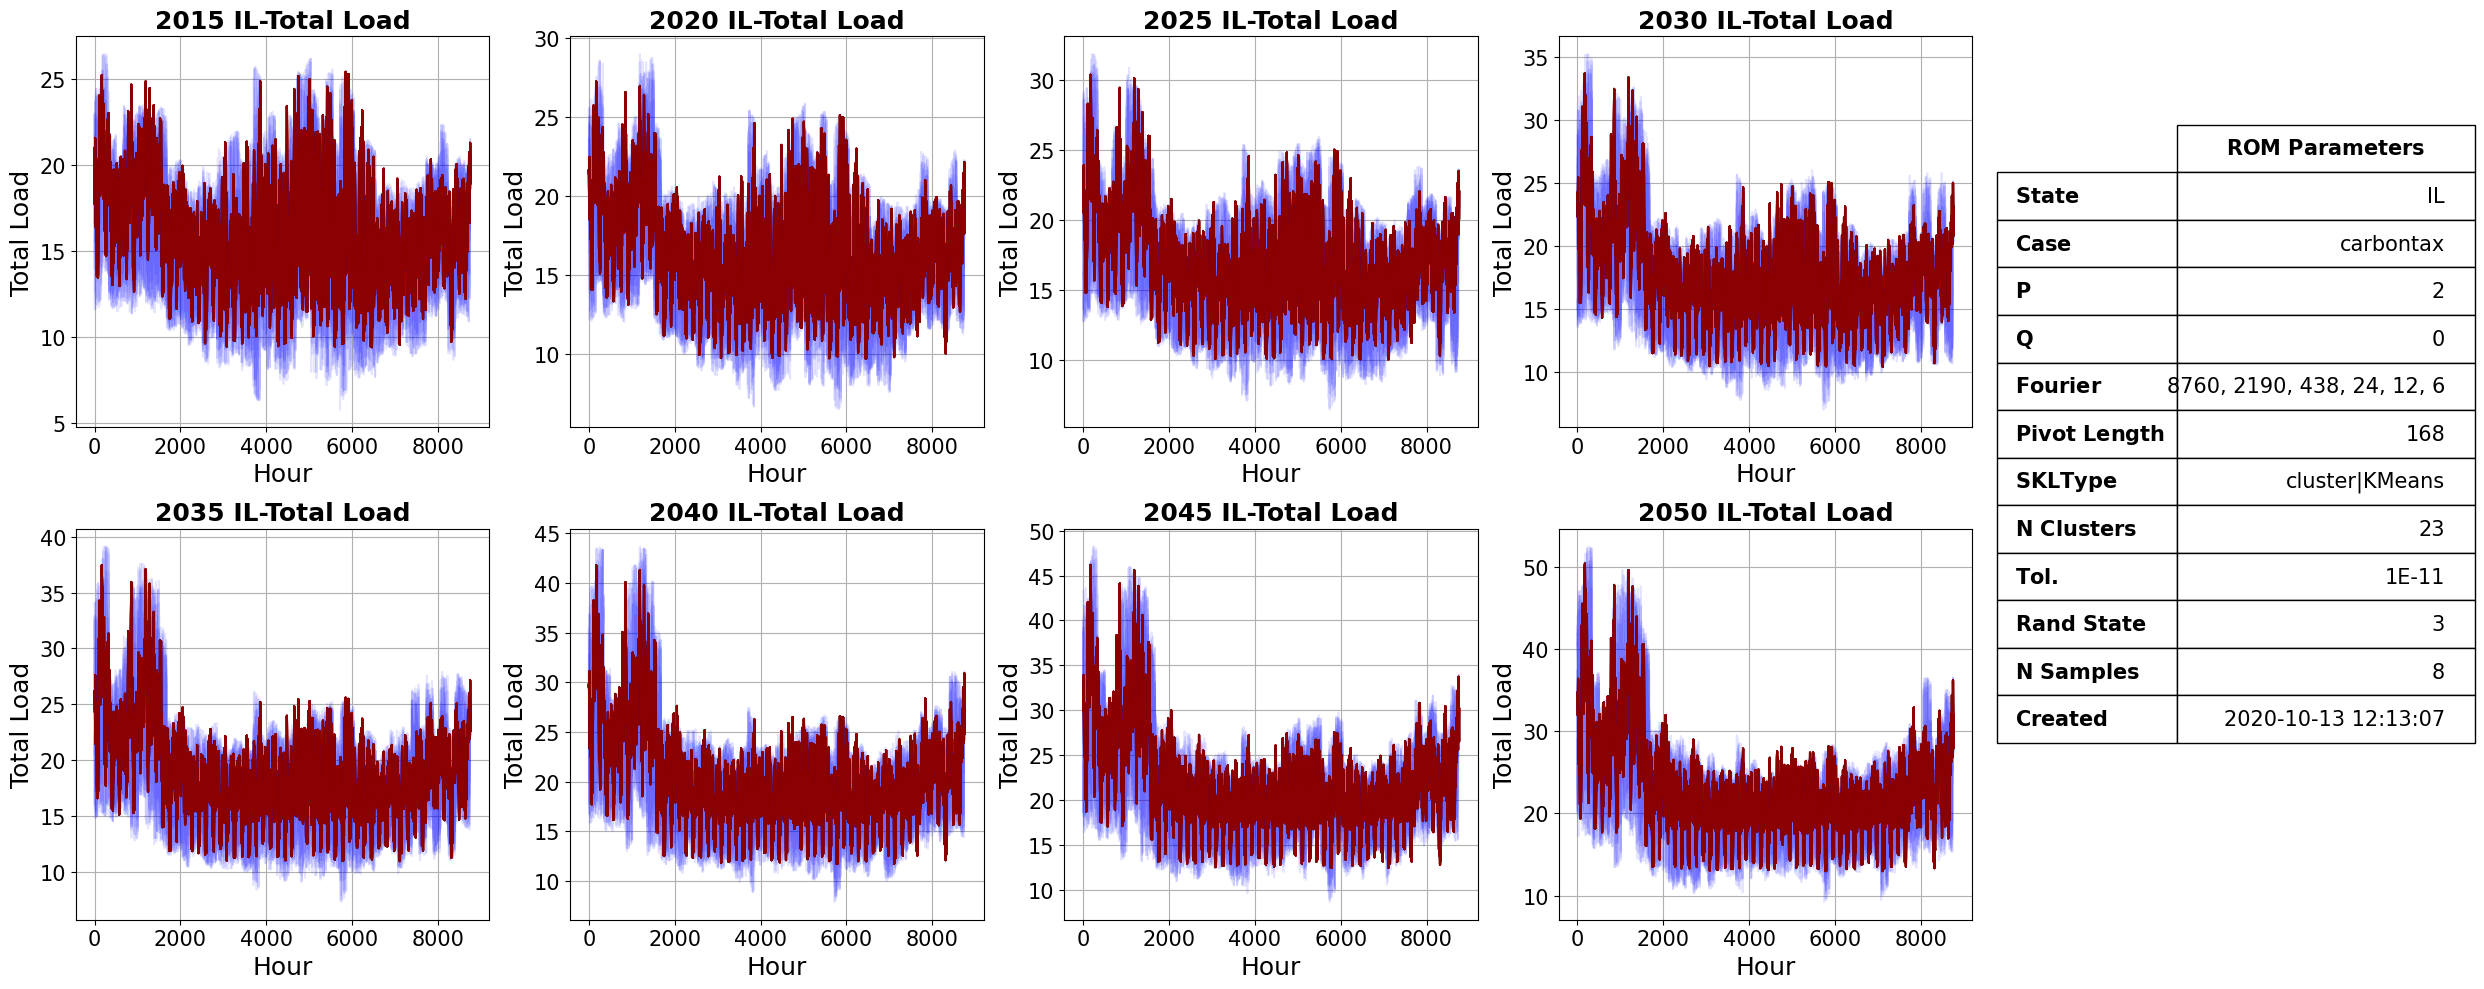 2015 IL-Total Load
Total Load
25
20
15
10
5
0 2000 4000 6000 8000
Hour
2020 IL-Total Load
Total Load
30
25
20
15
10
0 2000 4000 6000 8000
Hour
2025 IL-Total Load
Total Load
30
25
20
15
10
0 2000 4000 6000 8000
Hour
2030 IL-Total Load
Total Load
35
30
25
20
15
10
0 2000 4000 6000 8000
Hour
2035 IL-Total Load
Total Load
40
35
30
25
20
15
10
0 2000 4000 6000 8000
Hour
2040 IL-Total Load
Total Load
45
40
35
30
25
20
15
10
0 2000 4000 6000 8000
Hour
2045 IL-Total Load
Total Load
50
45
40
35
30
25
20
15
10
0 2000 4000 6000 8000
Hour
2050 IL-Total Load
Total Load
50
40
30
20
10
0 2000 4000 6000 8000
Hour
ROM Parameters
State IL
Case carbontax
P 2
Q 0
Fourier 8760, 2190, 438, 24, 12, 6
Pivot Length 168
SKLType cluster|KMeans
N Clusters 23
Tol. 1E-11
Rand State 3
N Samples 8
Created 2020-10-13 12:13:07